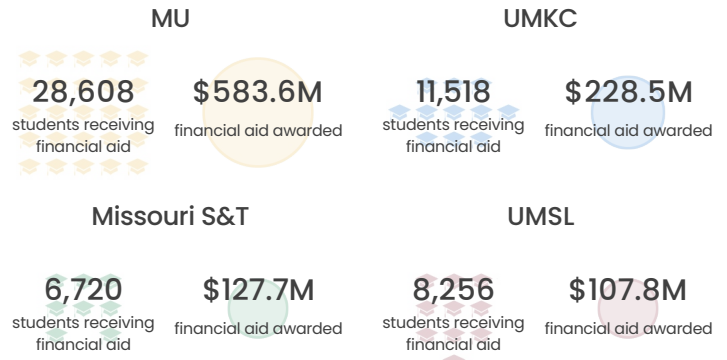 MU
28,608
students receiving
financial aid
$583.6M
financial aid awarded
UMKC
11,518
students receiving
financial aid
$228.5M
financial aid awarded
Missouri S&T
6,720
students receiving
financial aid
$127.7M
financial aid awarded
UMSL
8,256
students receiving
financial aid
$107.8M
financial aid awarded